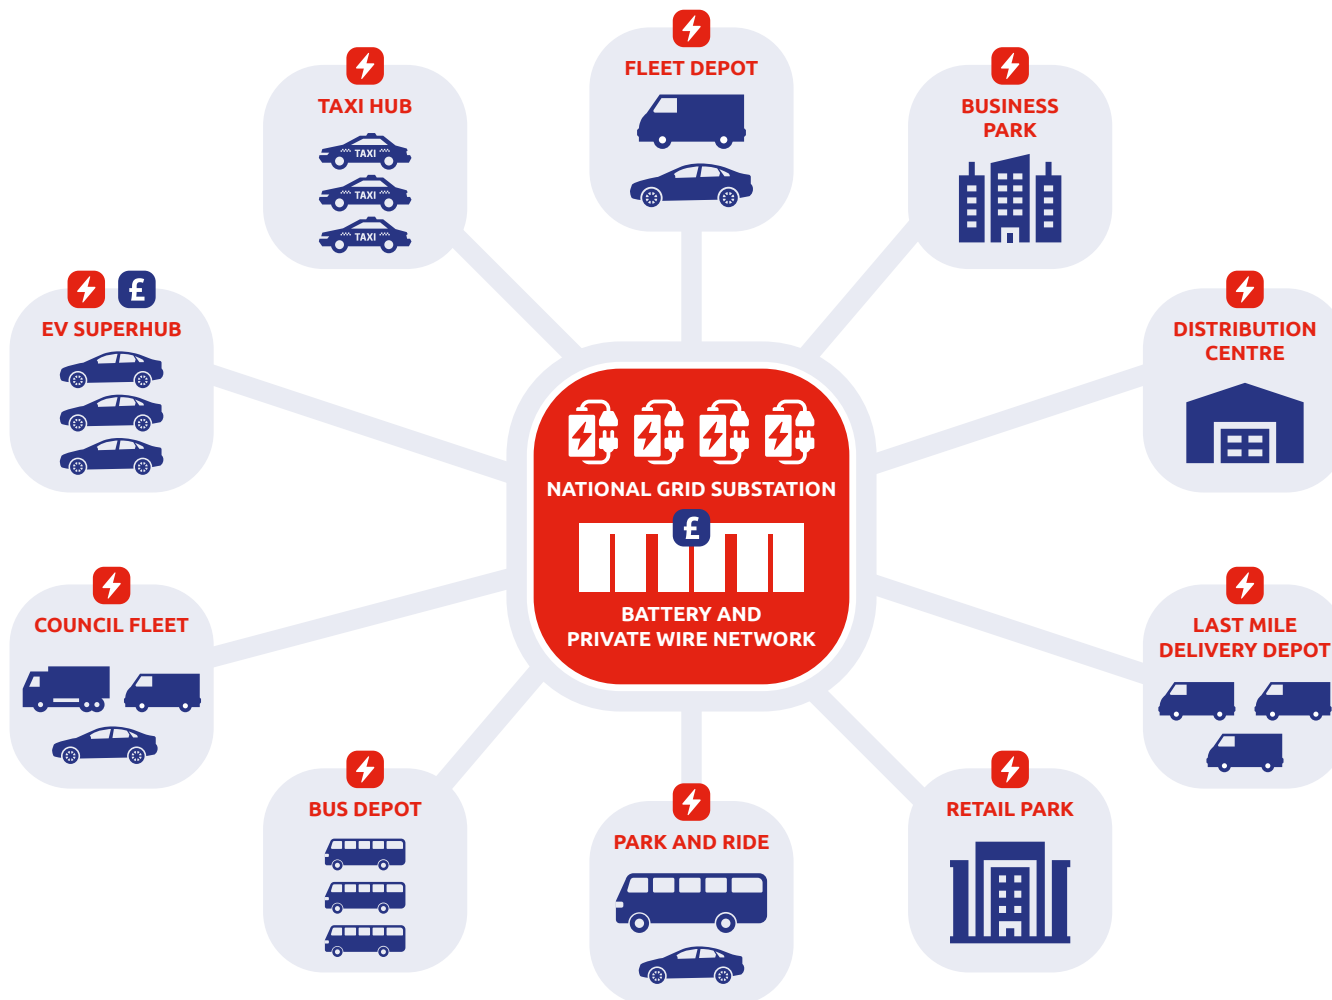 FLEET DEPOT
TAXI HUB
TAXI
TAXI
TAXI
BUSINESS
PARK
£
EV SUPERHUB
DISTRIBUTION
CENTRE
NATIONAL GRID SUBSTATION
£
BATTERY AND
PRIVATE WIRE NETWORK
COUNCIL FLEET
LAST MILE
DELIVERY DEPOT
BUS DEPOT
PARK AND RIDE
RETAIL PARK